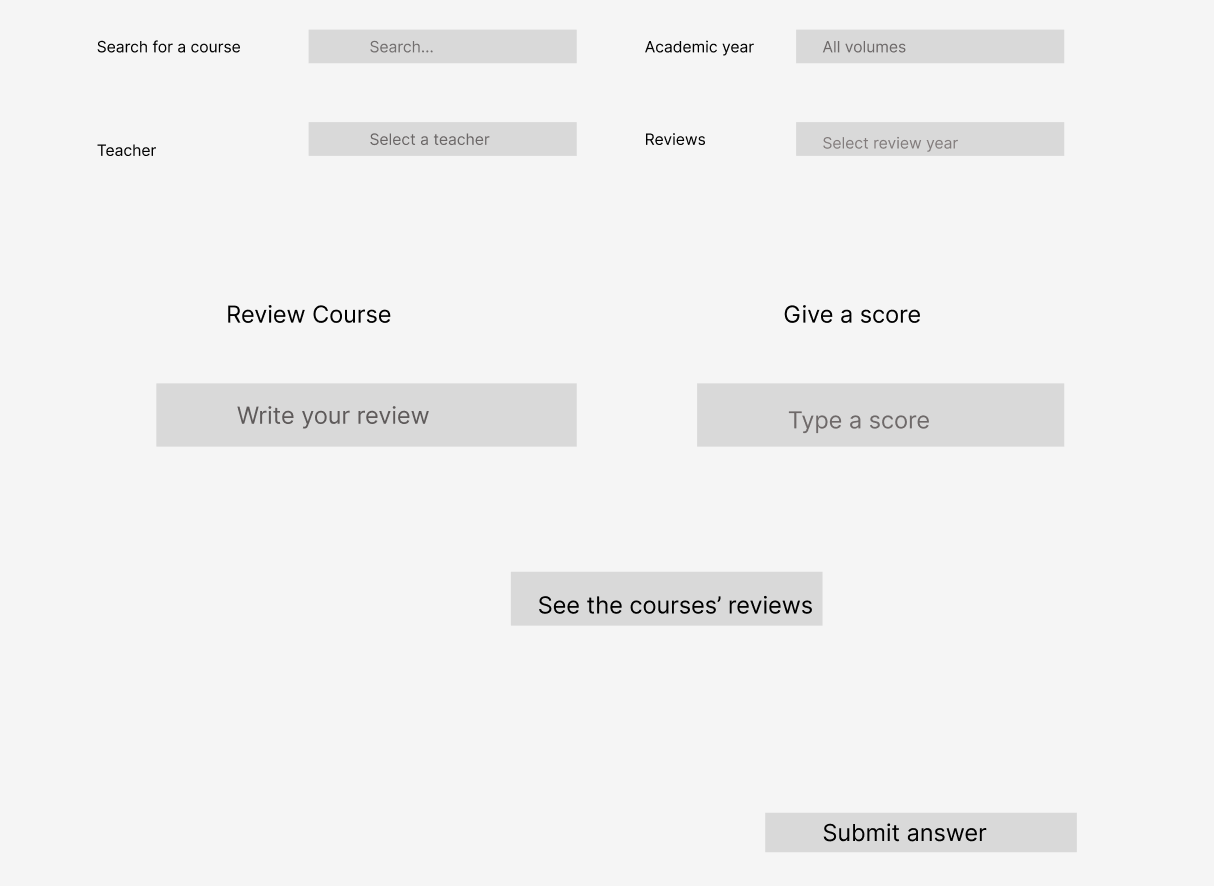 Search for a course
Search...
Academic year
All volumes
Teacher
Select a teacher
Reviews
Select review year
Review Course
Give a score
Write your review
Type a score
See the courses’ reviews
Submit answer